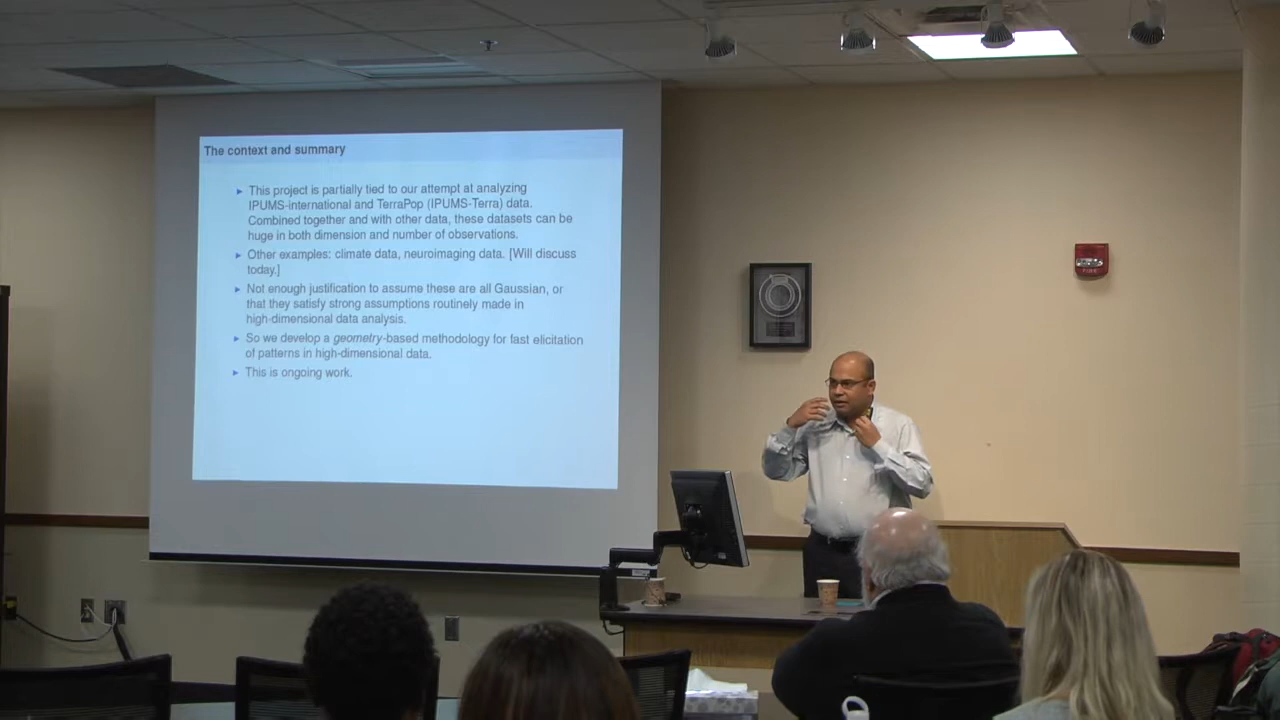 The context and summary
► This project is partially tied to our attempt at analyzing
IPUMS-international and TerraPop (IPUMS-Terra) data.
Combined together and with other data, these datasets can be
huge in both dimension and number of observations.
► Other examples: climate data, neuroimaging data. [Will discuss
today.]
► Not enough justification to assume these are all Gaussian, or
that they satisfy strong assumptions routinely made in
high-dimensional data analysis.
► So we develop a geometry-based methodology for fast elicitation
of patterns in high-dimensional data.
► This is ongoing work.
FIRE